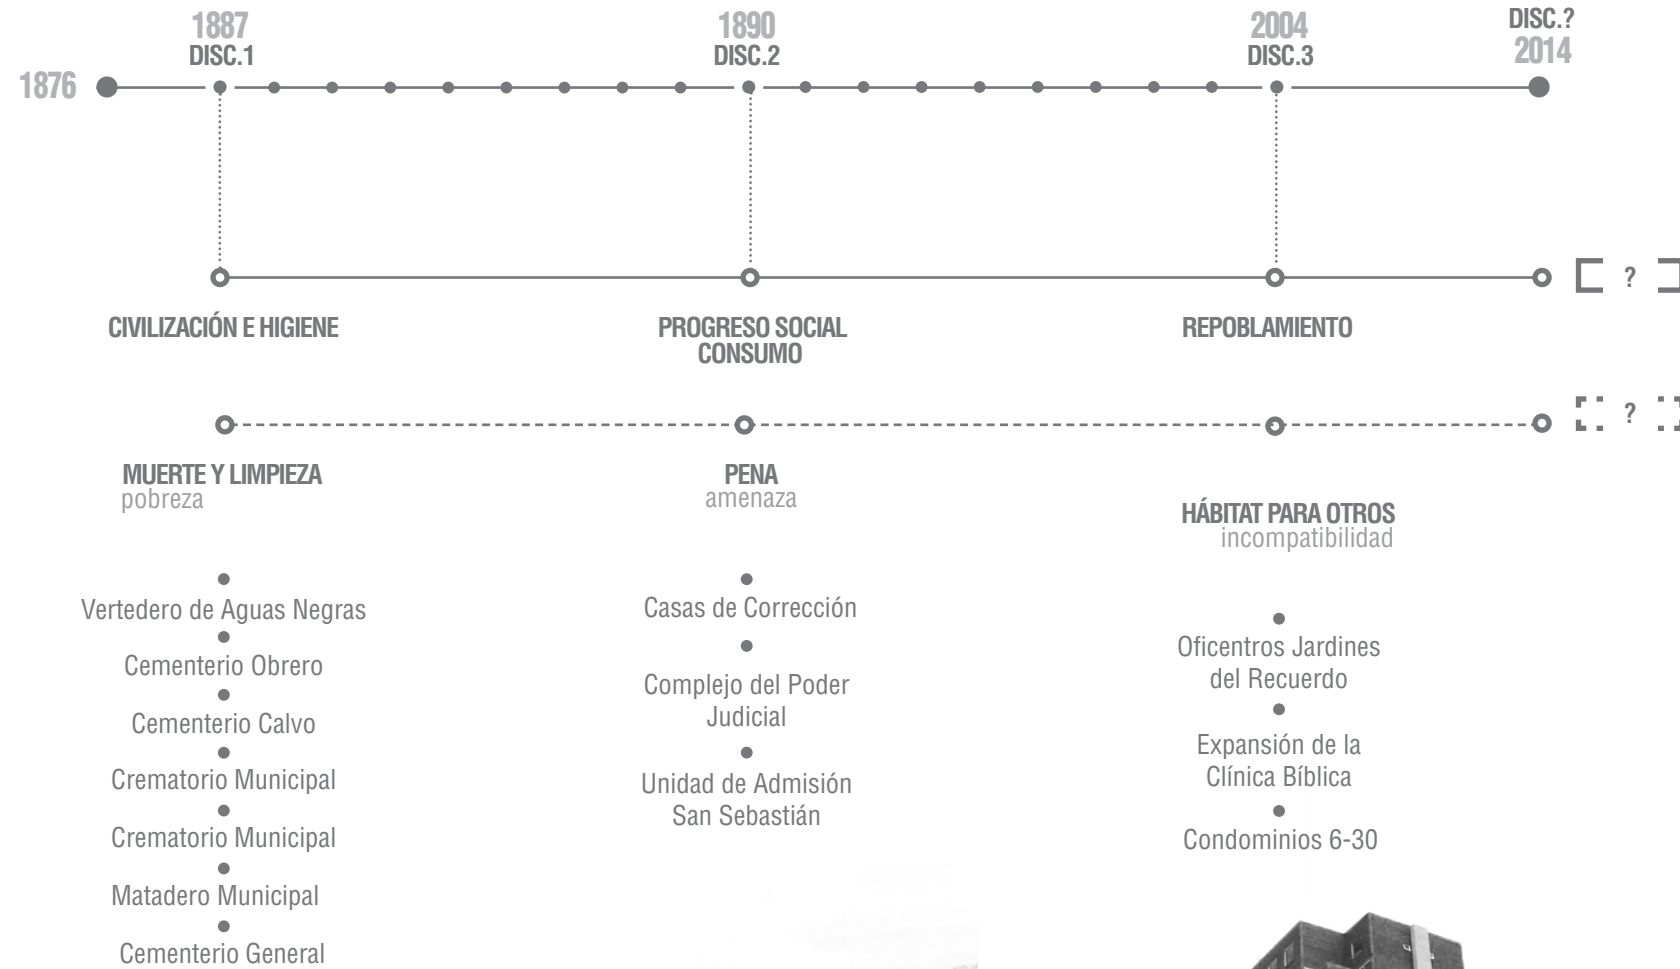 1887
DISC.1
1890
DISC.2
2004
DISC.3
DISC.?
2014
1876
?
CIVILIZACIÓN E HIGIENE
PROGRESO SOCIAL
CONSUMO
REPOBLAMIENTO
?
MUERTE Y LIMPIEZA
pobreza
PENA
amenaza
HÁBITAT PARA OTROS
incompatibilidad
Vertedero de Aguas Negras
Cementerio Obrero
Cementerio Calvo
Crematorio Municipal
Crematorio Municipal
Matadero Municipal
Cementerio General
Casas de Corrección
Complejo del Poder
Judicial
Unidad de Admisión
San Sebastián
Oficentros Jardines
del Recuerdo
Expansión de la
Clínica Bíblica
Condominios 6-30